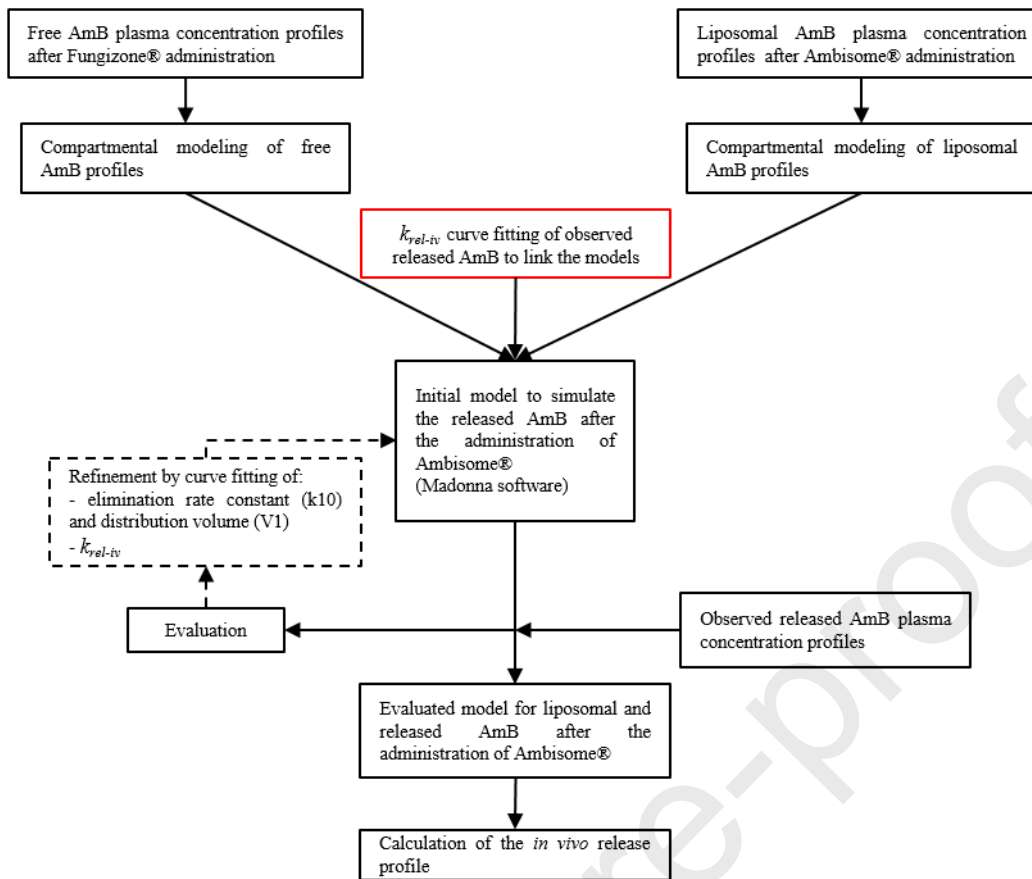 Free AmB plasma concentration profiles
after Fungizone® administration
Liposomal AmB plasma concentration
profiles after Ambisome® administration
Compartmental modeling of free
AmB profiles
Compartmental modeling of liposomal
AmB profiles
k_rel-iv curve fitting of observed
released AmB to link the models
Initial model to simulate
the released AmB after
the administration of
Ambisome®
(Madonna software)
Refinement by curve fitting of:
- elimination rate constant (k10)
and distribution volume (V1)
- k_rel-iv
Evaluation
Observed released AmB plasma
concentration profiles
Evaluated model for liposomal and
released AmB after the
administration of Ambisome®
Calculation of the in vivo release
profile
re-proof